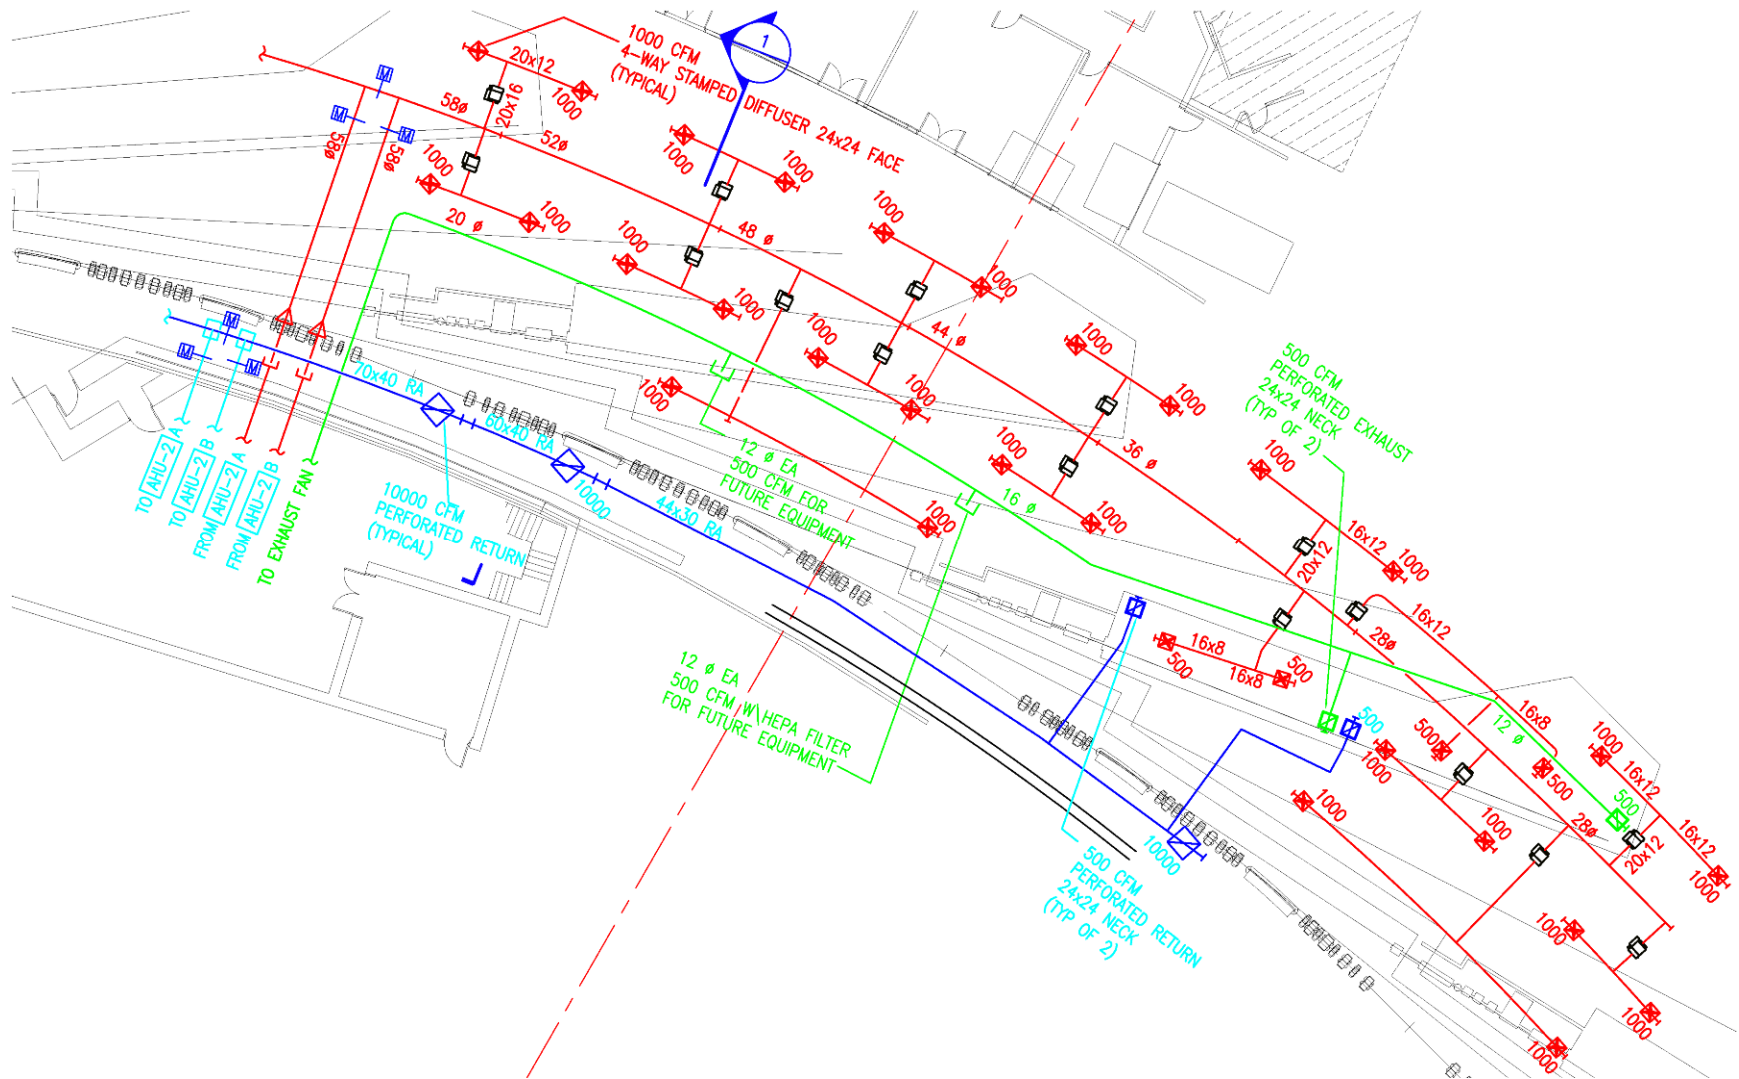 1000 CFM
4-WAY STAMPED DIFFUSER 24x24 FACE
(TYPICAL)
1
20x12
1000
20x16
58ø
52ø
M
M
M
58ø
58ø
1000
1000
20 ø
1000
1000
1000
1000
48 ø
1000
1000
44 ø
1000
1000
1000
1000
1000
1000
1000
1000
1000
36 ø
M
M
M
70x40 RA
60x40 RA
10000
44x30 RA
TO AHU-2 A
TO AHU-2 B
FROM AHU-2 A
FROM AHU-2 B
TO EXHAUST FAN
10000 CFM
PERFORATED RETURN
(TYPICAL)
12 ø EA
500 CFM FOR
FUTURE EQUIPMENT
16 ø
500 CFM
PERFORATED EXHAUST
24x24 NECK
(TYP OF 2)
1000
16x12
1000
20x12
16x12
28ø
16x8
500
16x8
500
12 ø EA
500 CFM W\HEPA FILTER
FOR FUTURE EQUIPMENT
500
1000
500
16x8
12 ø
500
1000
16x12
16x12
1000
500
1000
1000
28ø
20x12
10000
500 CFM
PERFORATED RETURN
24x24 NECK
(TYP OF 2)
1000
1000
1000